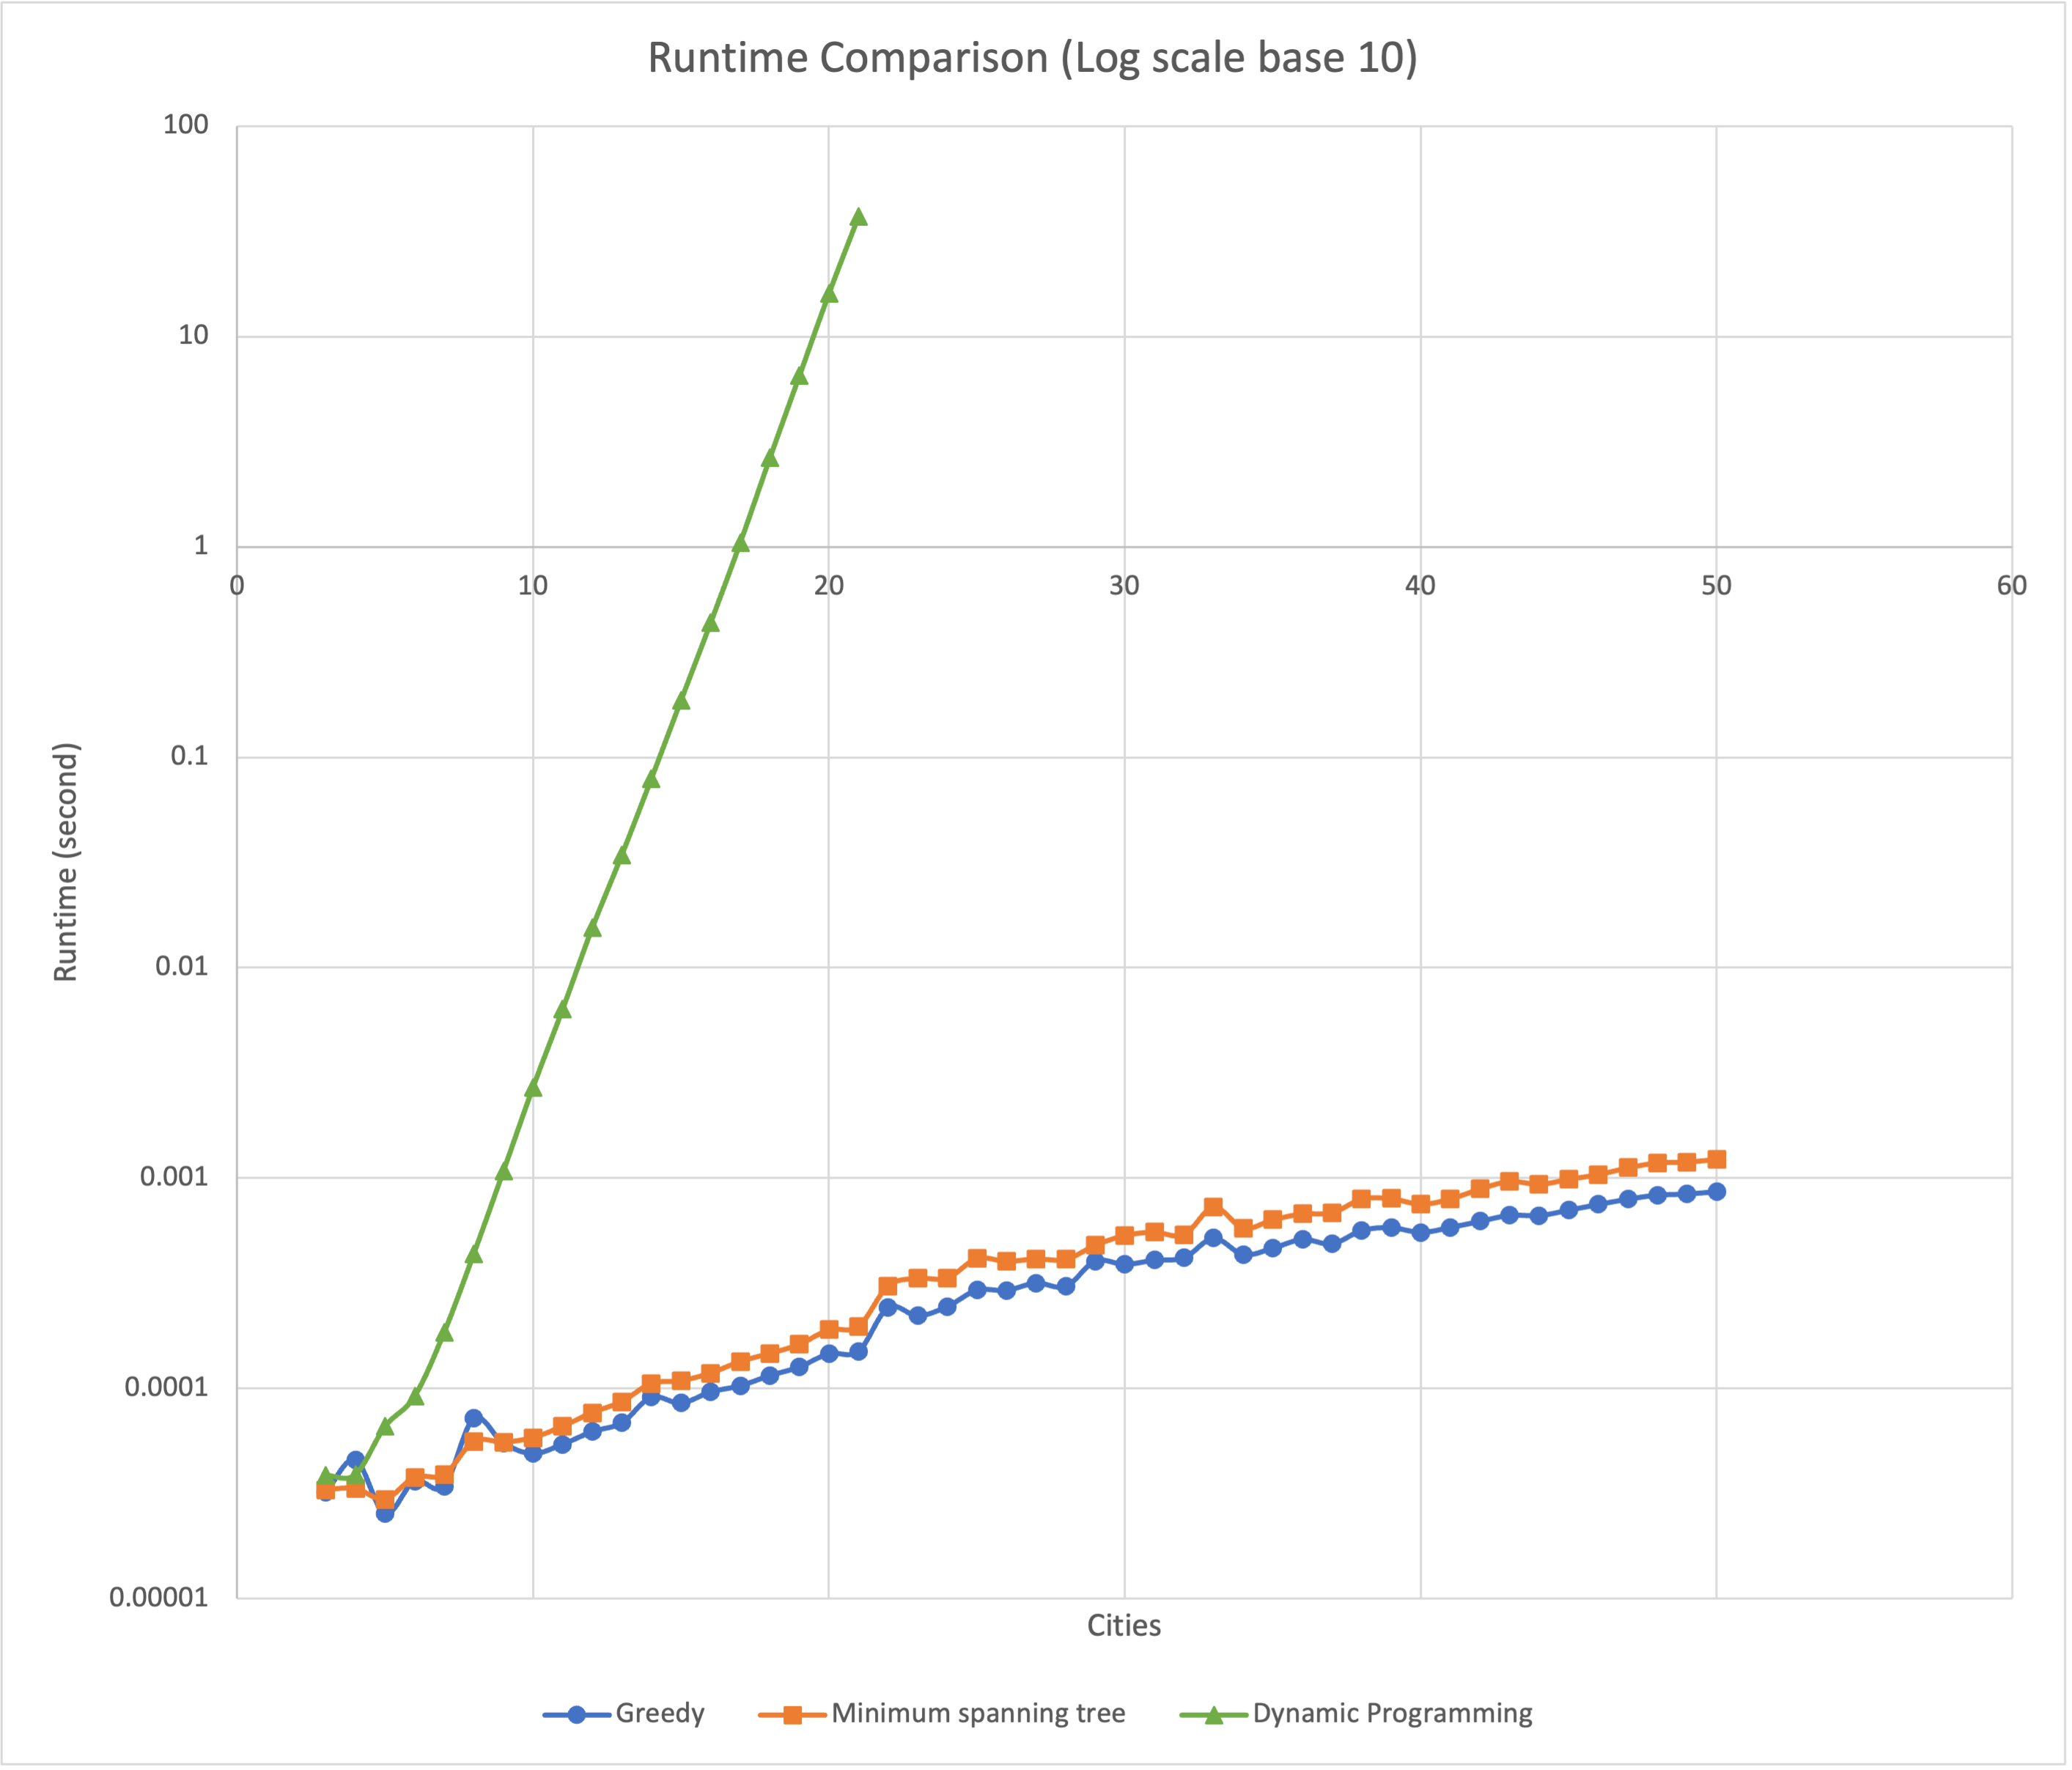 Runtime Comparison (Log scale base 10)
100
10
1
0 10 20 30 40 50 60
0.1
Runtime (second)
0.01
0.001
0.0001
0.00001
Cities
Greedy Minimum spanning tree Dynamic Programming